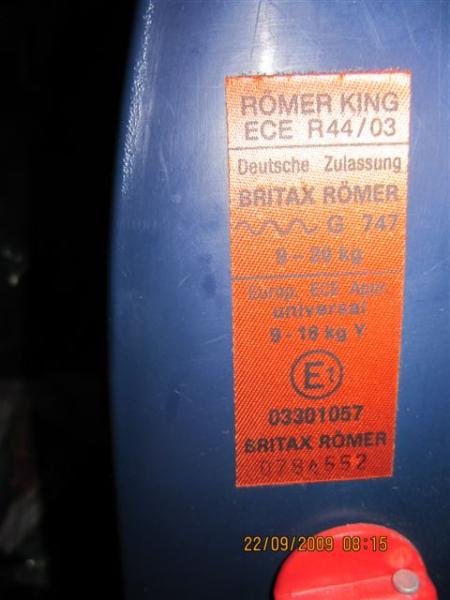 RÖMER KING
ECE R44/03
Deutsche Zulassung
BRITAX RÖMER
G 747
9-20 kg
Europ. ECE Appr.
universal
9-18 kg Y
E1
03301057
BRITAX RÖMER
078A552
22/09/2009 08:15